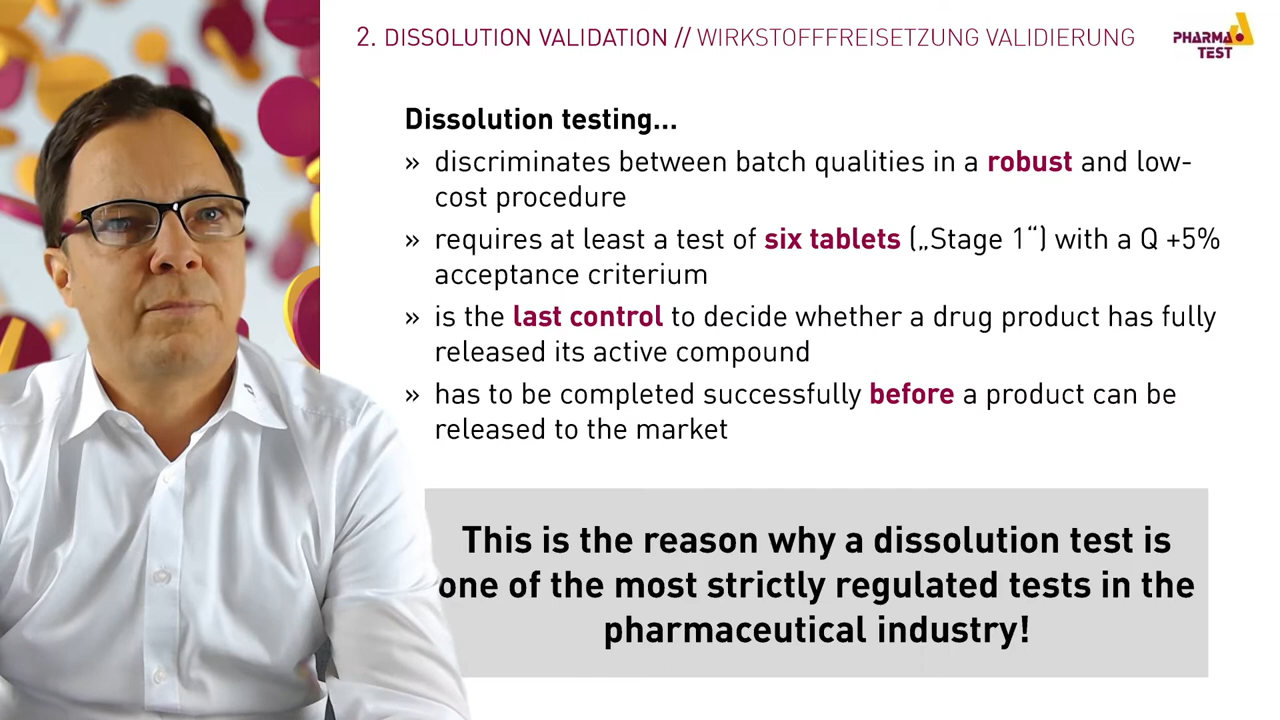 2. DISSOLUTION VALIDATION // WIRKSTOFFFREISETZUNG VALIDIERUNG
PHARMA
TEST
Dissolution testing...
» discriminates between batch qualities in a robust and low-
cost procedure
» requires at least a test of six tablets („Stage 1“) with a Q +5%
acceptance criterium
» is the last control to decide whether a drug product has fully
released its active compound
» has to be completed successfully before a product can be
released to the market
This is the reason why a dissolution test is
one of the most strictly regulated tests in the
pharmaceutical industry!